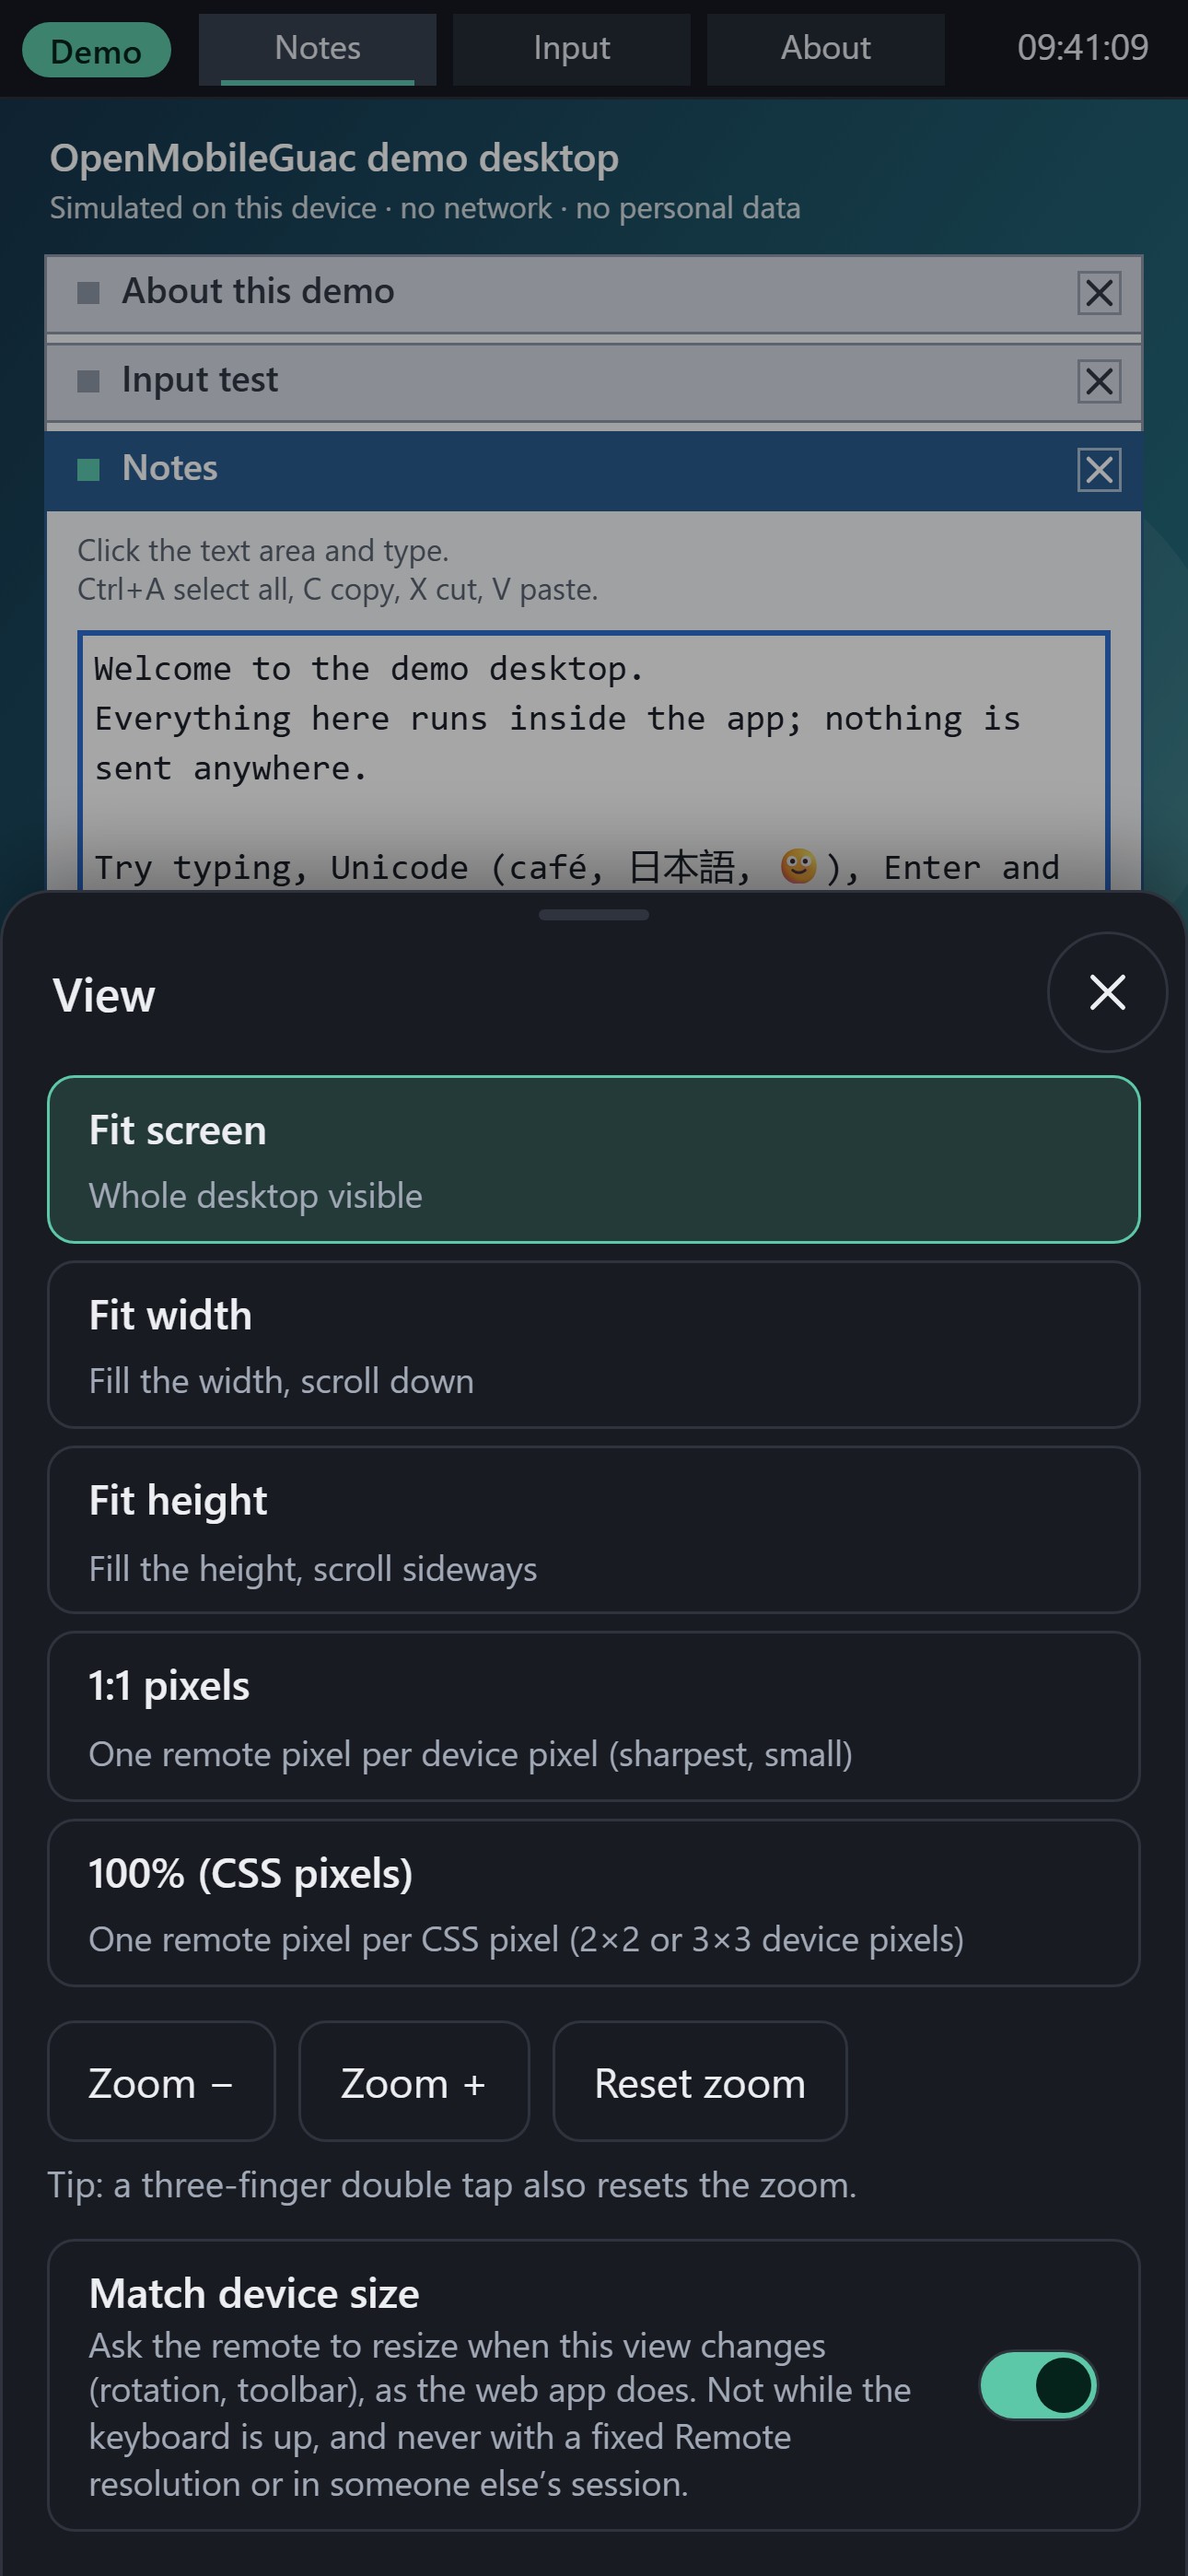 Demo
Notes
Input
About
09:41:09
OpenMobileGuac demo desktop
Simulated on this device · no network · no personal data
About this demo
Input test
Notes
Click the text area and type.
Ctrl+A select all, C copy, X cut, V paste.
Welcome to the demo desktop.
Everything here runs inside the app; nothing is
sent anywhere.
Try typing, Unicode (café, 日本語, 🙂), Enter and
View
Fit screen
Whole desktop visible
Fit width
Fill the width, scroll down
Fit height
Fill the height, scroll sideways
1:1 pixels
One remote pixel per device pixel (sharpest, small)
100% (CSS pixels)
One remote pixel per CSS pixel (2×2 or 3×3 device pixels)
Zoom −
Zoom +
Reset zoom
Tip: a three-finger double tap also resets the zoom.
Match device size
Ask the remote to resize when this view changes
(rotation, toolbar), as the web app does. Not while the
keyboard is up, and never with a fixed Remote
resolution or in someone else’s session.